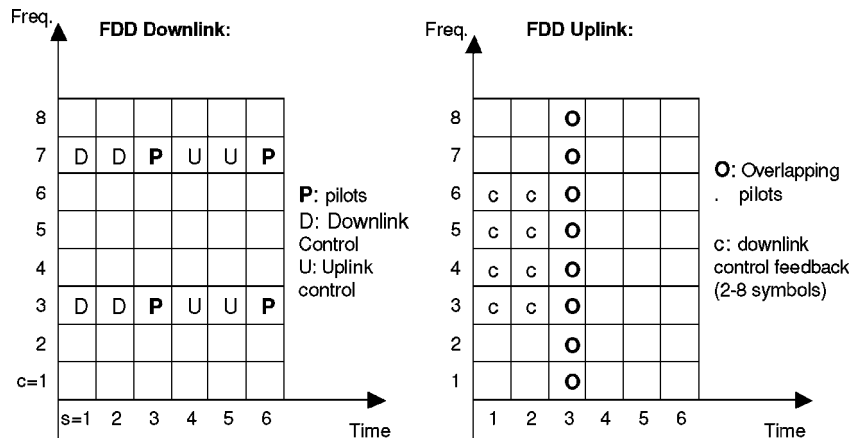 Freq.
FDD Downlink:
8
7 D D P U U P
6
5
4
3 D D P U U P
2
c=1
s=1 2 3 4 5 6
Time
P: pilots
D: Downlink
Control
U: Uplink
control
Freq.
FDD Uplink:
8 O
7 O
6 c c O
5 c c O
4 c c O
3 c c O
2 O
1 O
1 2 3 4 5 6
Time
O: Overlapping
. pilots
c: downlink
control feedback
(2-8 symbols)